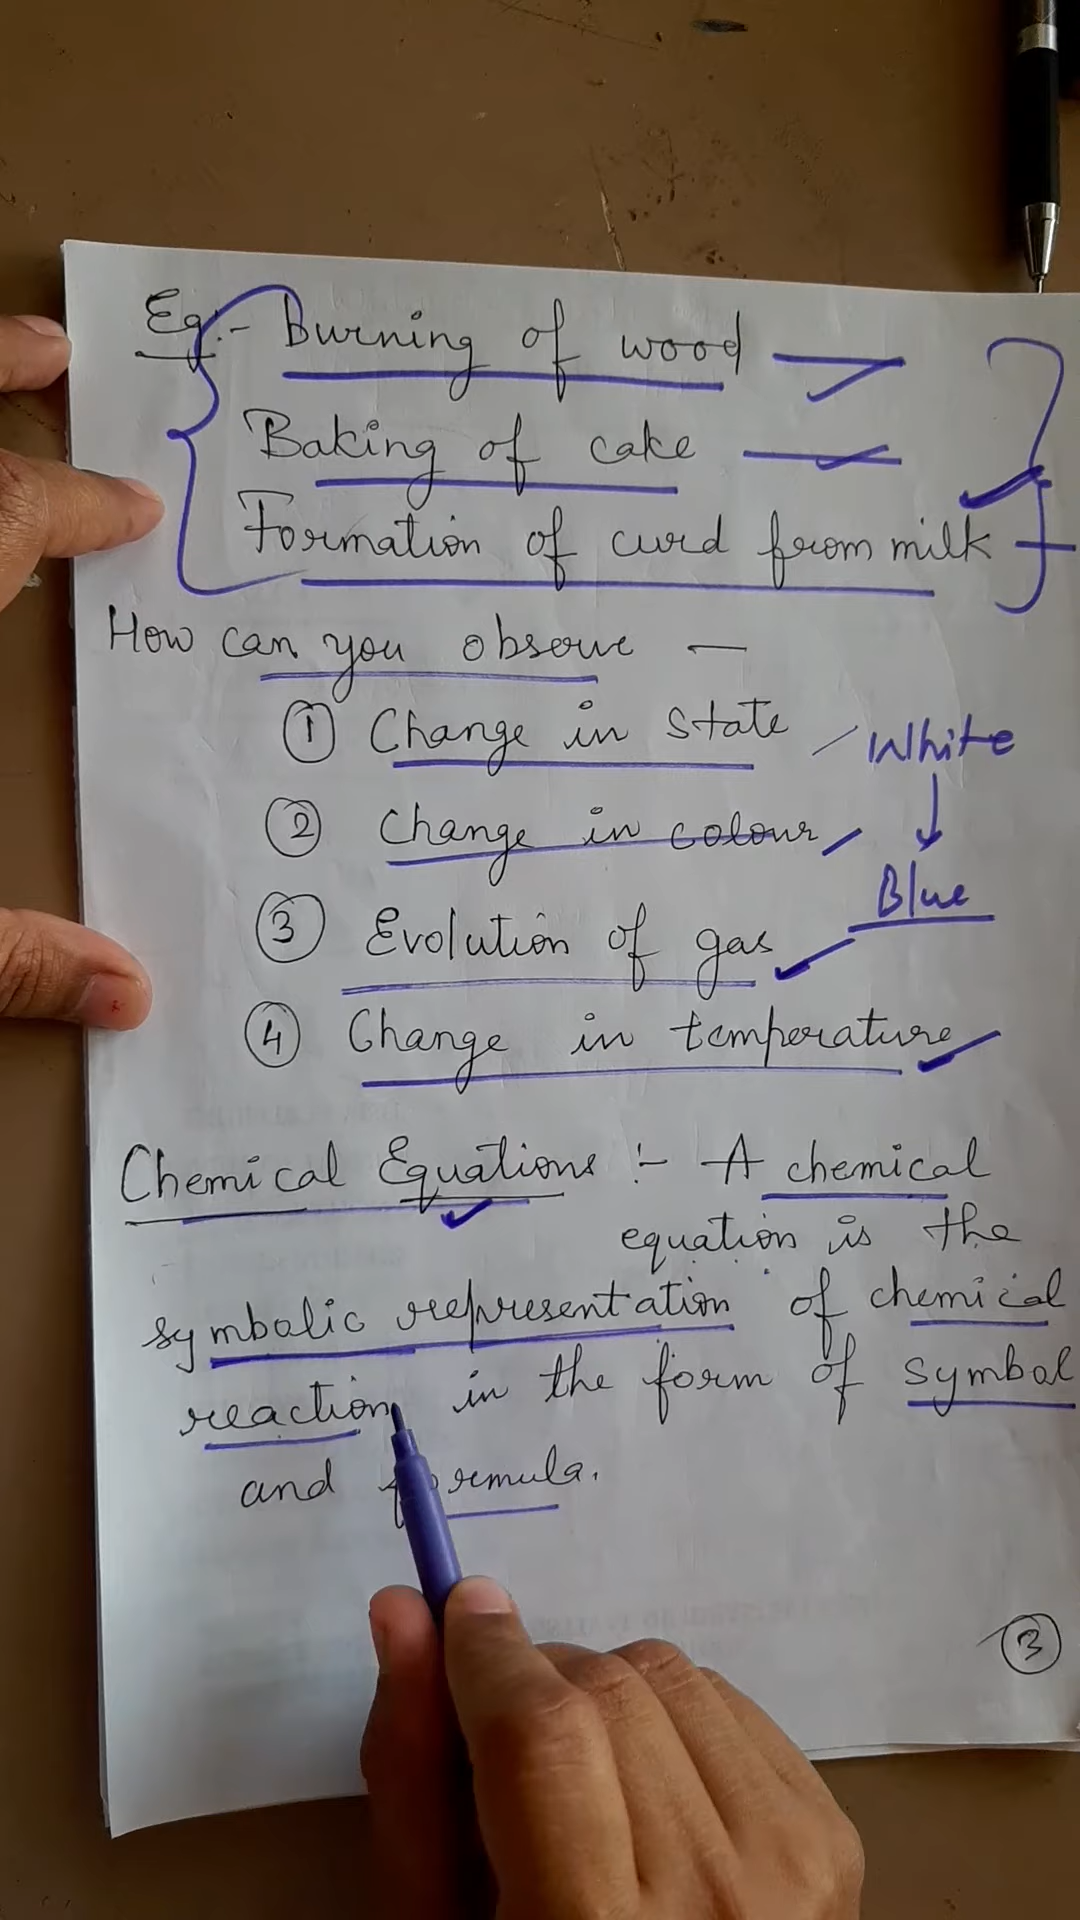 Eg:- Burning of wood
Baking of cake
Formation of curd from milk
How can you observe —
① Change in state
White
② Change in colour
Blue
③ Evolution of gas
④ Change in temperature
Chemical Equations :- A chemical
equation is the
symbolic representation of chemical
reaction in the form of symbol
and formula.
③